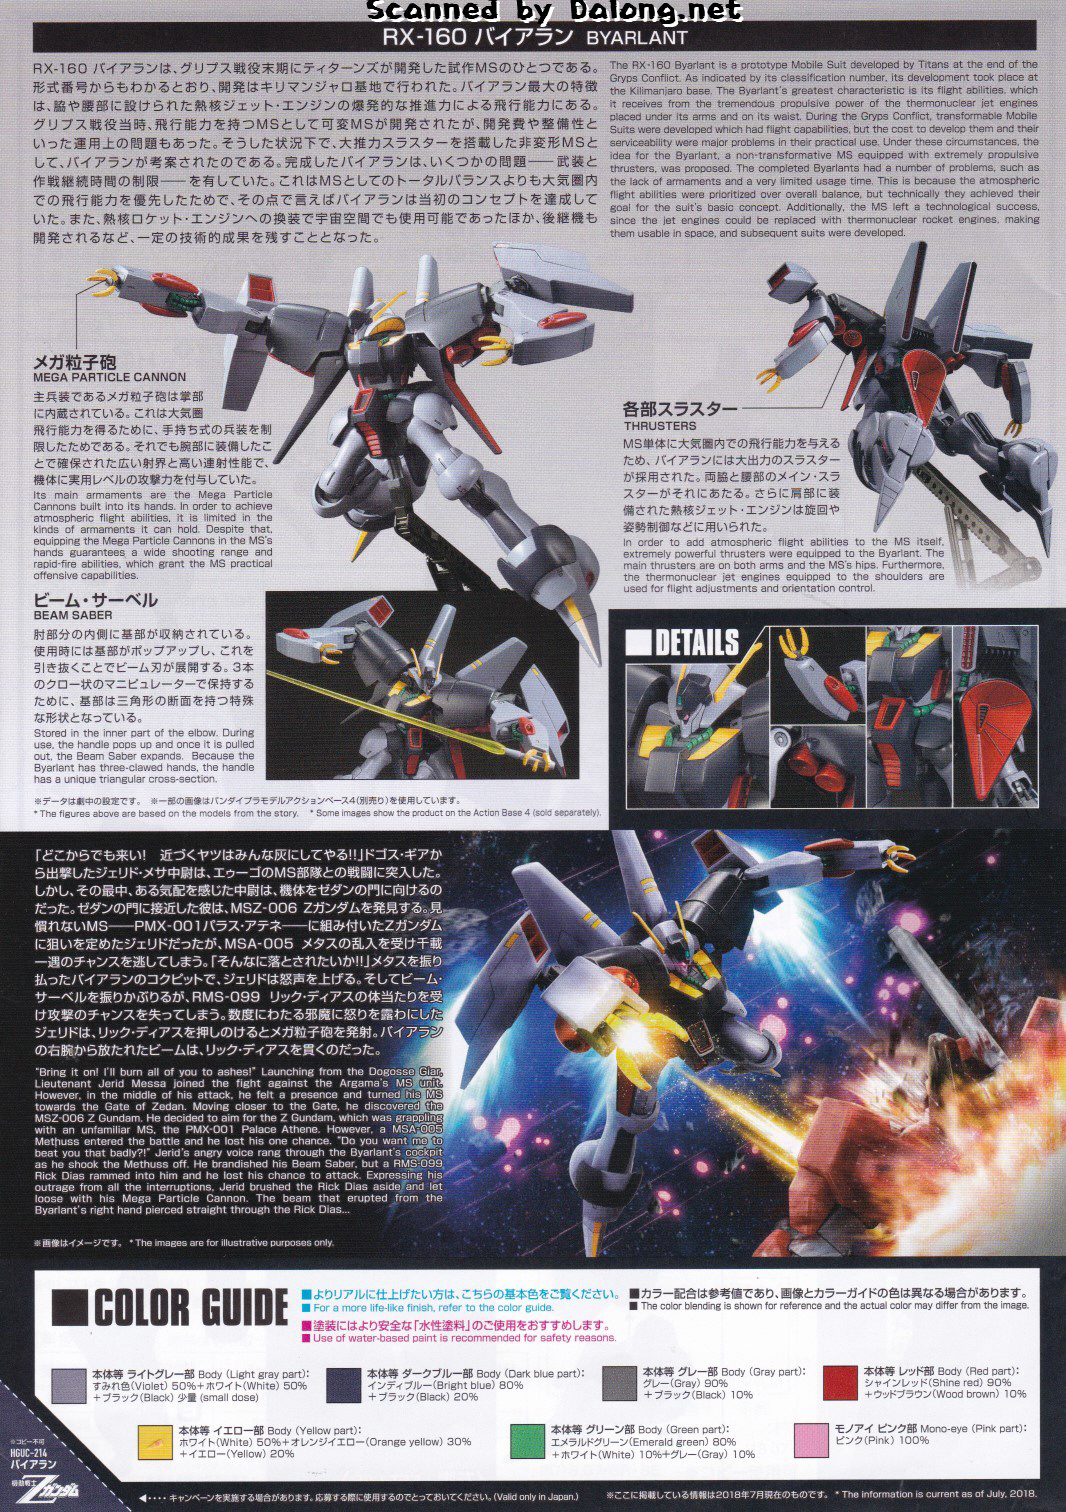 Scanned by Dalong.net
RX-160 バイアラン BYARLANT
RX-160 バイアランは、グリプス戦役末期にティターンズが開発した試作MSのひとつである。
形式番号からもわかるとおり、開発はキリマンジャロ基地で行われた。バイアラン最大の特徴
は、脇や腰部に設けられた熱核ジェット・エンジンの爆発的な推進力による飛行能力にある。
グリプス戦役当時、飛行能力を持つMSとして可変MSが開発されたが、開発費や整備性と
いった運用上の問題もあった。そうした状況下で、大推力スラスターを搭載した非変形MSと
して、バイアランが考案されたのである。完成したバイアランは、いくつかの問題――武装と
作戦継続時間の制限――を有していた。これはMSとしてのトータルバランスよりも大気圏内
での飛行能力を優先したためで、その点で言えばバイアランは当初のコンセプトを達成して
いた。また、熱核ロケット・エンジンへの換装で宇宙空間でも使用可能であったほか、後継機も
開発されるなど、一定の技術的成果を残すこととなった。
The RX-160 Byarlant is a prototype Mobile Suit developed by Titans at the end of the
Gryps Conflict. As indicated by its classification number, its development took place at
the Kilimanjaro base. The Byarlant's greatest characteristic is its flight abilities, which
it receives from the tremendous propulsive power of the thermonuclear jet engines
placed under its arms and on its waist. During the Gryps Conflict, transformable Mobile
Suits were developed which had flight capabilities, but the cost to develop them and their
serviceability were major problems in their practical use. Under these circumstances, the
idea for the Byarlant, a non-transformative MS equipped with extremely propulsive
thrusters, was proposed. The completed Byarlants had a number of problems, such as
the lack of armaments and a very limited usage time. This is because the atmospheric
flight abilities were prioritized over overall balance, but technically they achieved their
goal for the suit's basic concept. Additionally, the MS left a technological success,
since the jet engines could be replaced with thermonuclear rocket engines, making
them usable in space, and subsequent suits were developed.
メガ粒子砲
MEGA PARTICLE CANNON
主兵装であるメガ粒子砲は掌部
に内蔵されている。これは大気圏
飛行能力を得るために、手持ち式の兵装を制
限したためである。それでも腕部に装備したこ
とで確保された広い射界と高い連射性能で、
機体に実用レベルの攻撃力を付与していた。
Its main armaments are the Mega Particle
Cannons built into its hands. In order to achieve
atmospheric flight abilities, it is limited in the
kinds of armaments it can hold. Despite that,
equipping the Mega Particle Cannons in the MS's
hands guarantees a wide shooting range and
rapid-fire abilities, which grant the MS practical
offensive capabilities.
各部スラスター
THRUSTERS
MS単体に大気圏内での飛行能力を与える
ため、バイアランには大出力のスラスター
が採用された。両脇と腰部のメイン・スラ
スターがそれにあたる。さらに肩部に装
備された熱核ジェット・エンジンは旋回や
姿勢制御などに用いられた。
In order to add atmospheric flight abilities to the MS itself,
extremely powerful thrusters were equipped to the Byarlant. The
main thrusters are on both arms and the MS's hips. Furthermore,
the thermonuclear jet engines equipped to the shoulders are
used for flight adjustments and orientation control.
ビーム・サーベル
BEAM SABER
肘部分の内側に基部が収納されている。
使用時には基部がポップアップし、これを
引き抜くことでビーム刃が展開する。3本
のクロー状のマニピュレーターで保持する
ために、基部は三角形の断面を持つ特殊
な形状となっている。
Stored in the inner part of the elbow. During
use, the handle pops up and once it is pulled
out, the Beam Saber expands. Because the
Byarlant has three-clawed hands, the handle
has a unique triangular cross-section.
■DETAILS
※データは劇中の設定です。 ※一部の画像はバンダイプラモデルアクションベース4(別売り)を使用しています。
* The figures above are based on the models from the story. * Some images show the product on the Action Base 4 (sold separately).
「どこからでも来い! 近づくヤツはみんな灰にしてやる!!」ドゴス・ギアか
ら出撃したジェリド・メサ中尉は、エゥーゴのMS部隊との戦闘に突入した。
しかし、その最中、ある気配を感じた中尉は、機体をゼダンの門に向けるの
だった。ゼダンの門に接近した彼は、MSZ-006 Zガンダムを発見する。見
慣れないMS――PMX-001パラス・アテネ――に組み付いたZガンダム
に狙いを定めたジェリドだったが、MSA-005 メタスの乱入を受け千載
一遇のチャンスを逃してしまう。「そんなに落とされたいか!!」メタスを振り
払ったバイアランのコクピットで、ジェリドは怒声を上げる。そしてビーム・
サーベルを振りかぶりるが、RMS-099 リック・ディアスの体当たりを受
け攻撃のチャンスを失ってしまう。数度にわたる邪魔に怒りを露わにした
ジェリドは、リック・ディアスを押しのけるとメガ粒子砲を発射。バイアラン
の右腕から放たれたビームは、リック・ディアスを貫くのだった。
"Bring it on! I'll burn all of you to ashes!" Launching from the Dogosse Giar,
Lieutenant Jerid Messa joined the fight against the Argama's MS unit.
However, in the middle of his attack, he felt a presence and turned his MS
towards the Gate of Zedan. Moving closer to the Gate, he discovered the
MSZ-006 Z Gundam. He decided to aim for the Z Gundam, which was grappling
with an unfamiliar MS, the PMX-001 Palace Athene. However, a MSA-005
Methuss entered the battle and he lost his one chance. "Do you want me to
beat you that badly?!" Jerid's angry voice rang through the Byarlant's cockpit
as he shook the Methuss off. He brandished his Beam Saber, but a RMS-099
Rick Dias rammed into him and he lost his chance to attack. Expressing his
outrage from all the interruptions, Jerid brushed the Rick Dias aside and let
loose with his Mega Particle Cannon. The beam that erupted from the
Byarlant's right hand pierced straight through the Rick Dias...
※画像はイメージです。 * The images are for illustrative purposes only.
■COLOR GUIDE
■よりリアルに仕上げたい方は、こちらの基本色をご覧ください。
■ For a more life-like finish, refer to the color guide.
■塗装にはより安全な「水性塗料」のご使用をおすすめします。
■ Use of water-based paint is recommended for safety reasons.
■カラー配合は参考値であり、画像とカラーガイドの色は異なる場合があります。
■ The color blending is shown for reference and the actual color may differ from the image.
本体等 ライトグレー部 Body (Light gray part):
すみれ色(Violet) 50%+ホワイト(White) 50%
+ブラック(Black) 少量 (small dose)
本体等 ダークブルー部 Body (Dark blue part):
インディブルー(Bright blue) 80%
+ブラック(Black) 20%
本体等 グレー部 Body (Gray part):
グレー(Gray) 90%
+ブラック(Black) 10%
本体等 レッド部 Body (Red part):
シャインレッド(Shine red) 90%
+ウッドブラウン(Wood brown) 10%
本体等 イエロー部 Body (Yellow part):
ホワイト(White) 50%+オレンジイエロー(Orange yellow) 30%
+イエロー(Yellow) 20%
本体等 グリーン部 Body (Green part):
エメラルドグリーン(Emerald green) 80%
+ホワイト(White) 10%+グレー(Gray) 10%
モノアイ ピンク部 Mono-eye (Pink part):
ピンク(Pink) 100%
※コピー不可
HGUC-214
バイアラン
機動戦士
Zガンダム
◀‥‥ キャンペーンを実施する場合があります。応募する際に使用するのでとっておいてください。(Valid only in Japan.)
※ここに掲載している情報は2018年7月現在のものです。 * The information is current as of July, 2018.